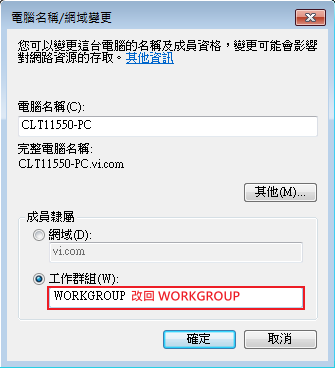 電腦名稱/網域變更
您可以變更這台電腦的名稱及成員資格，變更可能會影響
對網路資源的存取。其他資訊
電腦名稱(C):
CLT11550-PC
完整電腦名稱:
CLT11550-PC.vi.com
其他(M)...
成員隸屬
網域(D):
vi.com
工作群組(W):
WORKGROUP 改回 WORKGROUP
確定
取消